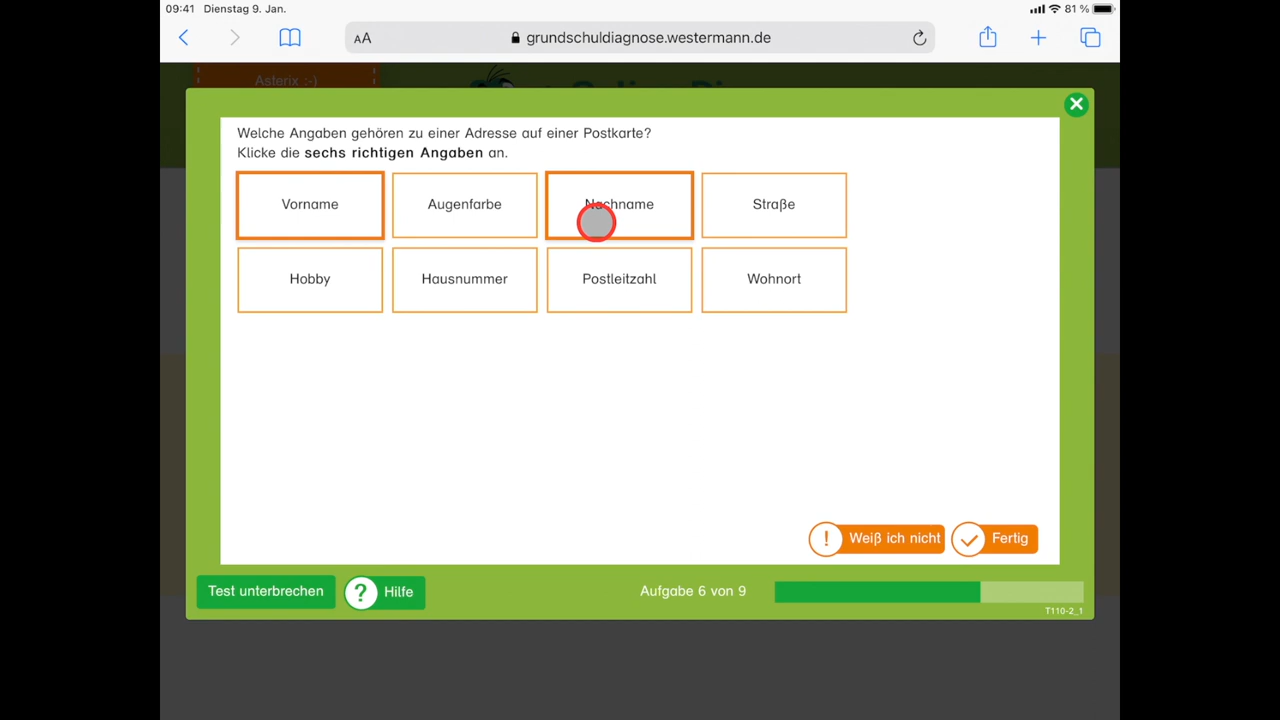 09:41 Dienstag 9. Jan.
81 %
AA
grundschuldiagnose.westermann.de
Asterix :-)
Welche Angaben gehören zu einer Adresse auf einer Postkarte?
Klicke die sechs richtigen Angaben an.
Vorname
Augenfarbe
Nachname
Straße
Hobby
Hausnummer
Postleitzahl
Wohnort
! Weiß ich nicht
Fertig
Test unterbrechen
? Hilfe
Aufgabe 6 von 9
T110-2_1